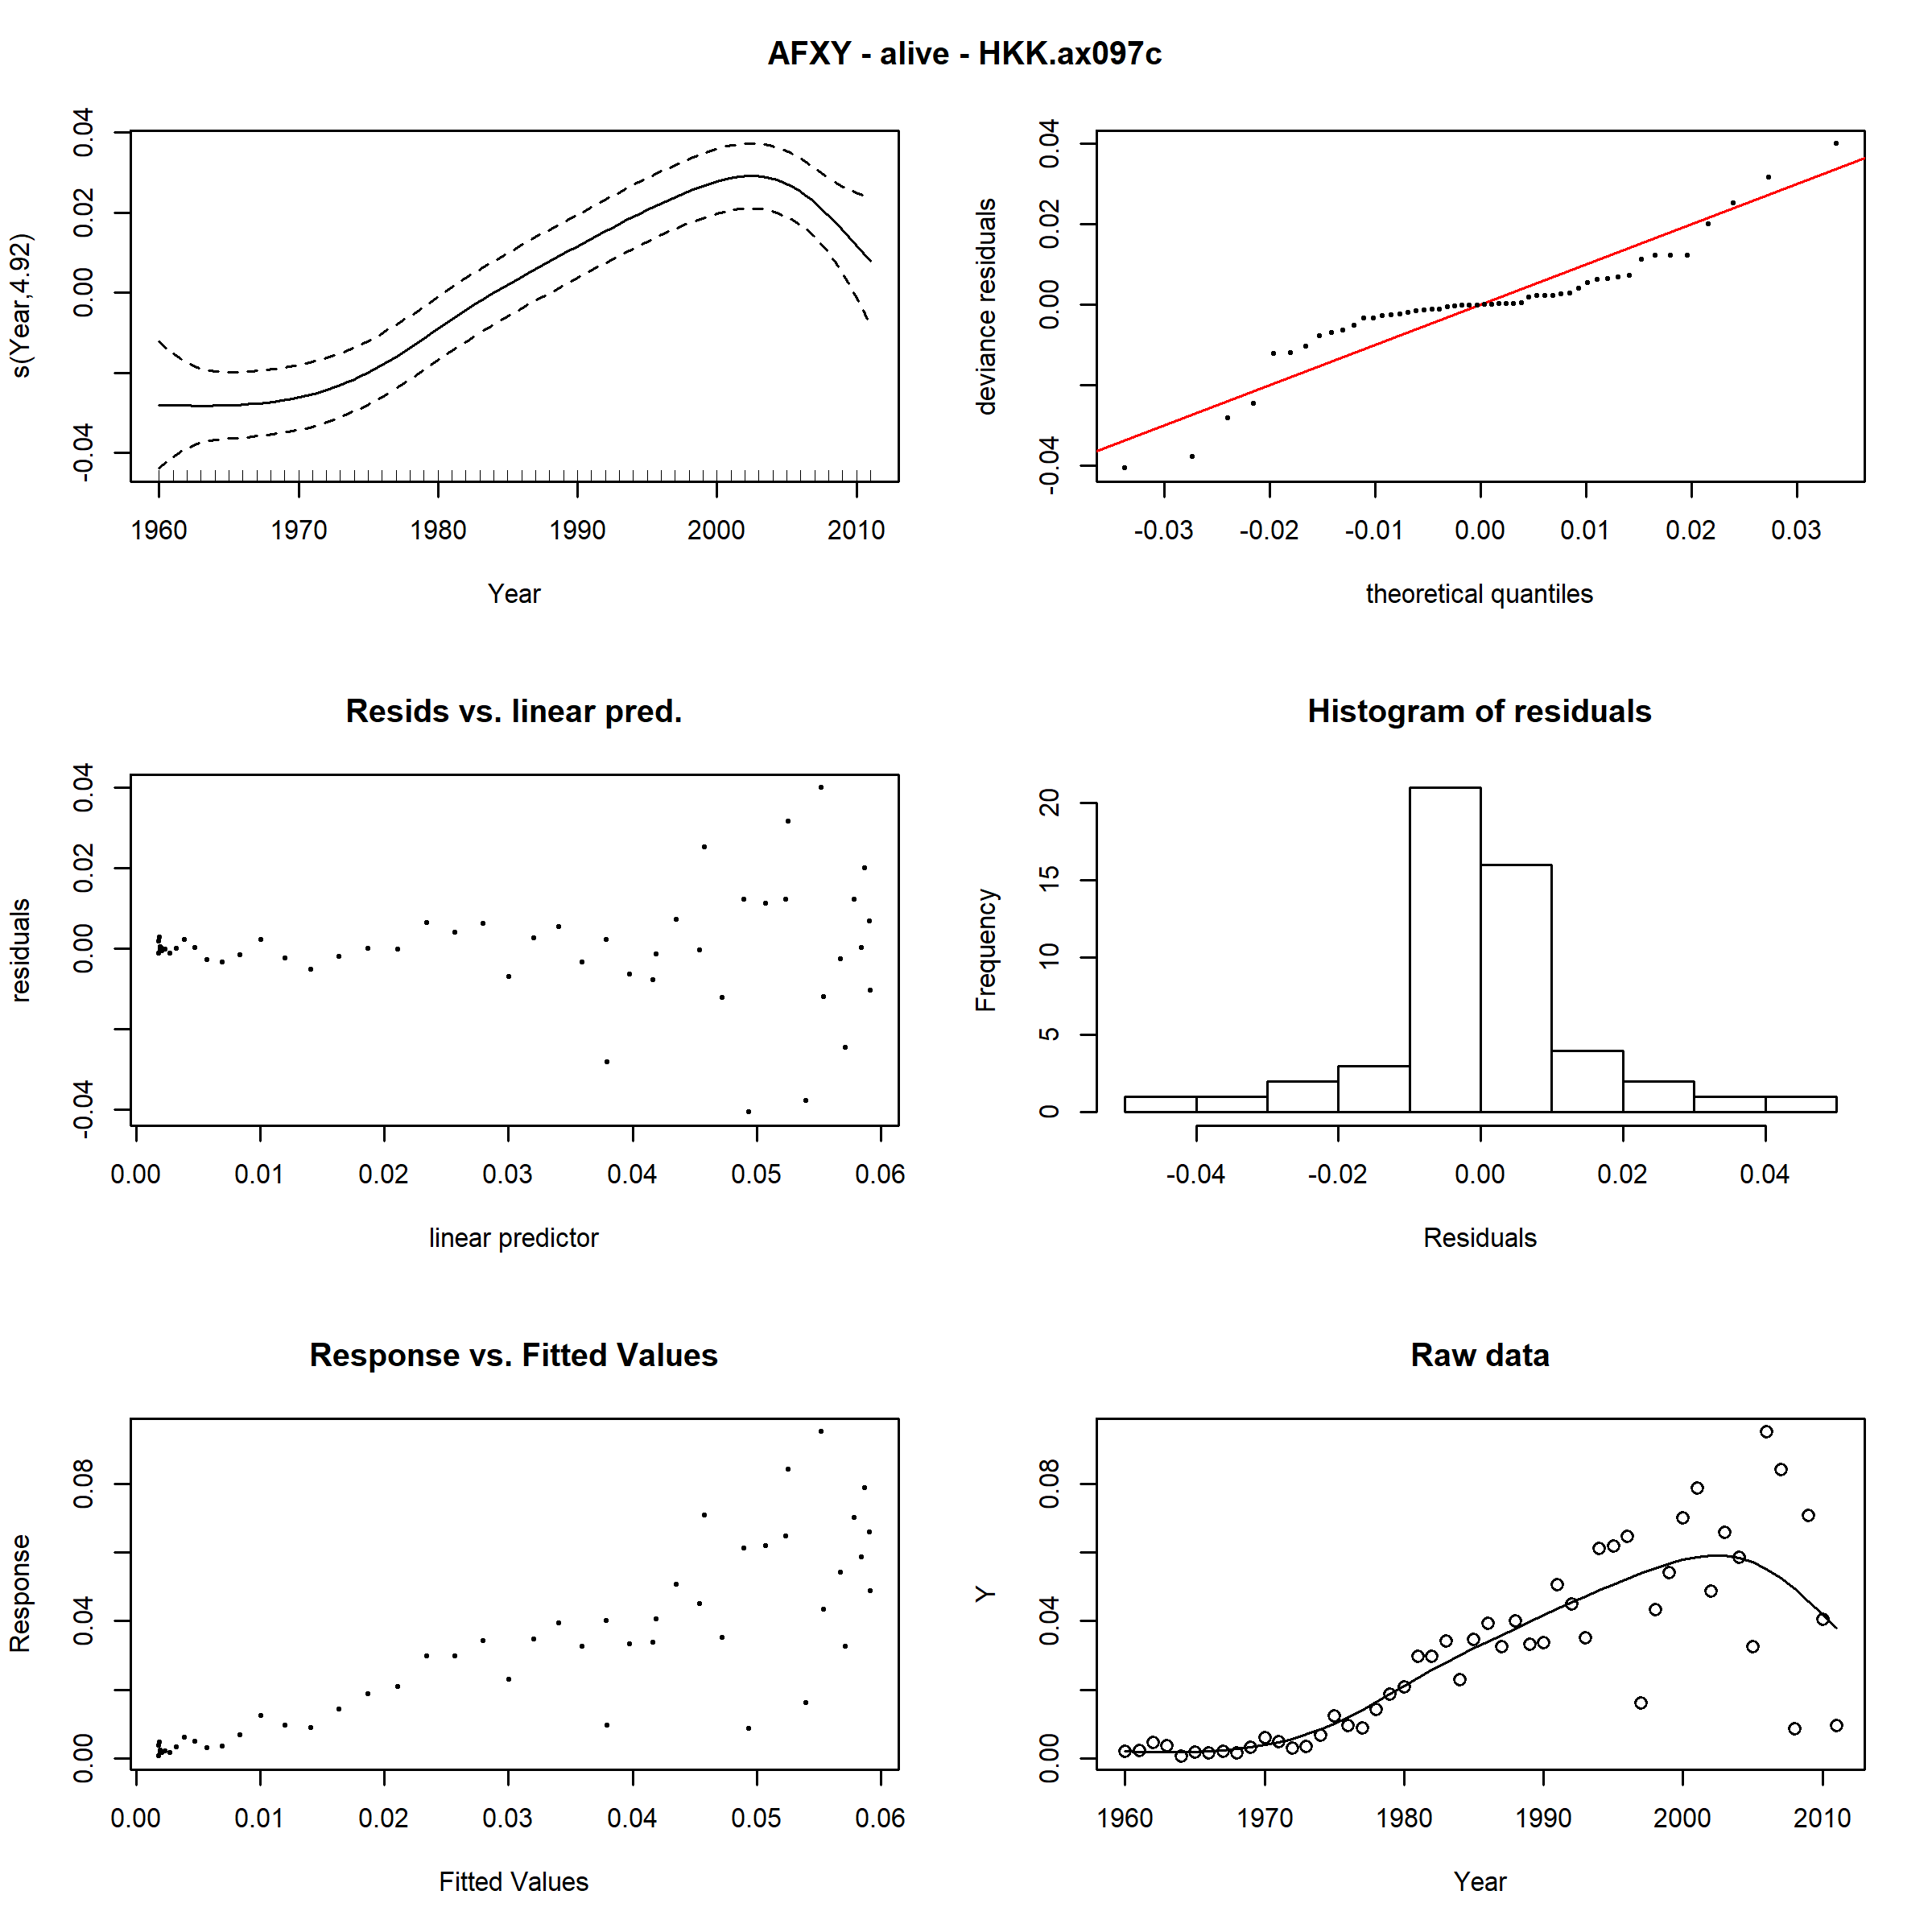 AFXY - alive - HKK.ax097c
s(Year,4.92)
-0.04 0.00 0.02 0.04
1960 1970 1980 1990 2000 2010
Year
deviance residuals
-0.04 0.00 0.02 0.04
-0.03 -0.02 -0.01 0.00 0.01 0.02 0.03
theoretical quantiles
Resids vs. linear pred.
residuals
-0.04 0.00 0.02 0.04
0.00 0.01 0.02 0.03 0.04 0.05 0.06
linear predictor
Histogram of residuals
Frequency
0 5 10 15 20
-0.04 -0.02 0.00 0.02 0.04
Residuals
Response vs. Fitted Values
Response
0.00 0.04 0.08
0.00 0.01 0.02 0.03 0.04 0.05 0.06
Fitted Values
Raw data
Y
0.00 0.04 0.08
1960 1970 1980 1990 2000 2010
Year